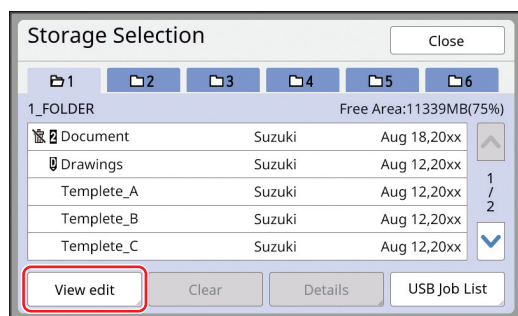 Storage Selection Close
1 2 3 4 5 6
1_FOLDER Free Area:11339MB(75%)
2 Document Suzuki Aug 18,20xx
Drawings Suzuki Aug 12,20xx
Templete_A Suzuki Aug 12,20xx
Templete_B Suzuki Aug 12,20xx
Templete_C Suzuki Aug 12,20xx
1
/
2
View edit Clear Details USB Job List